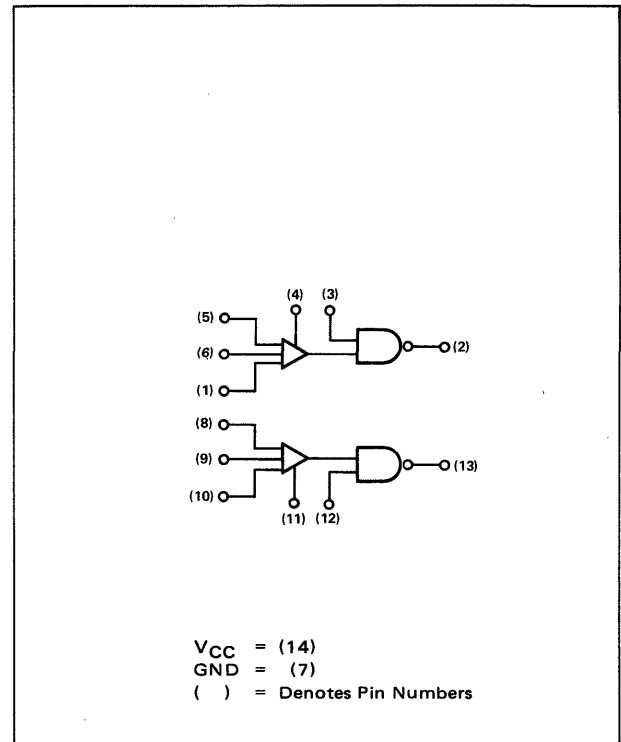 (4) (3)
(5)
(6) (2)
(1)
(8)
(9) (13)
(10)
(11) (12)
VCC = (14)
GND = (7)
( ) = Denotes Pin Numbers